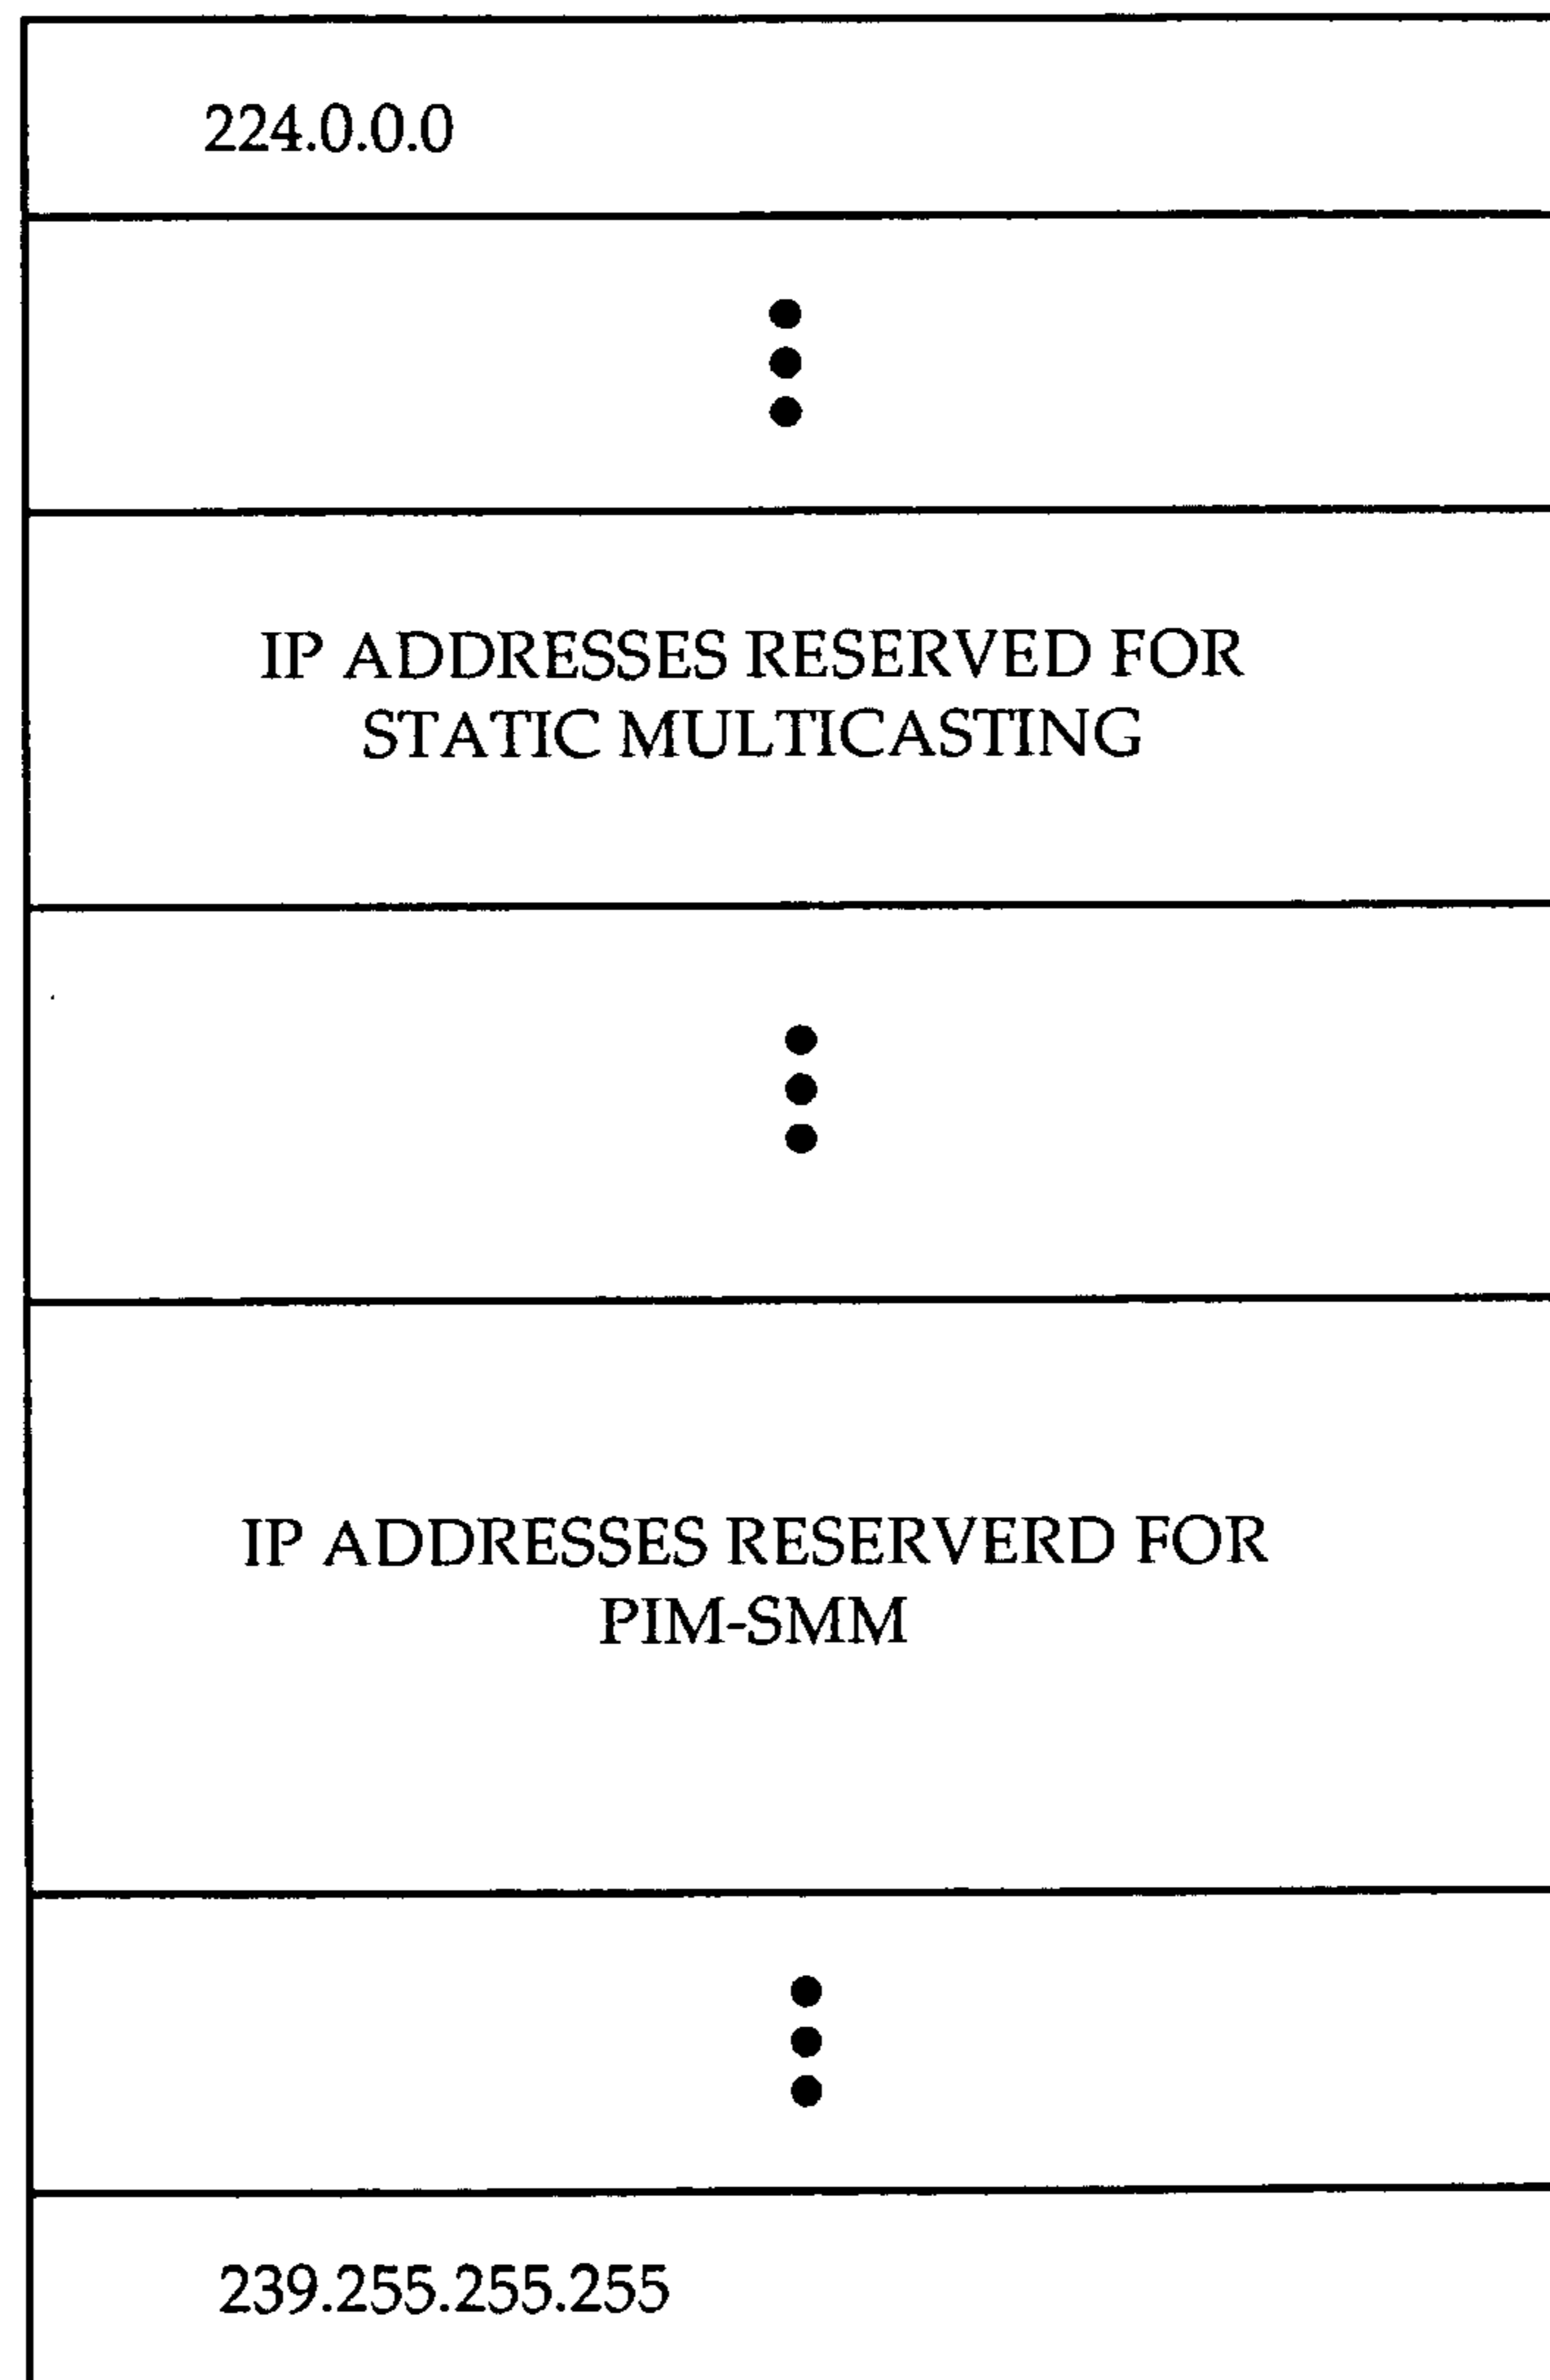 224.0.0.0
IP ADDRESSES RESERVED FOR
STATIC MULTICASTING
IP ADDRESSES RESERVERD FOR
PIM-SMM
239.255.255.255